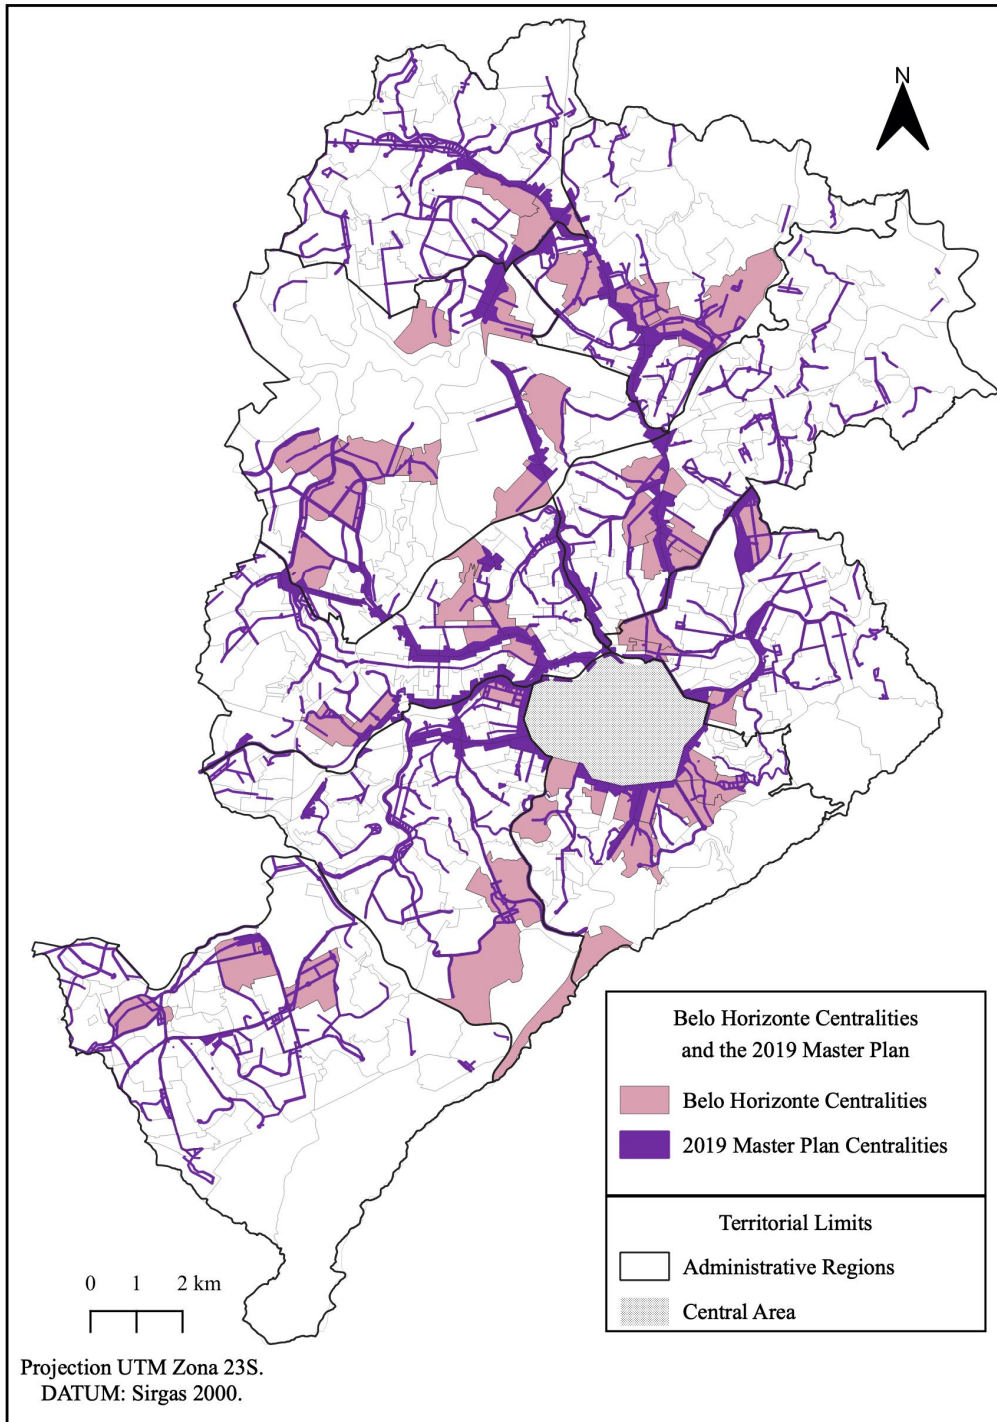 N
Belo Horizonte Centralities
and the 2019 Master Plan
Belo Horizonte Centralities
2019 Master Plan Centralities
Territorial Limits
Administrative Regions
Central Area
0 1 2 km
Projection UTM Zona 23S.
DATUM: Sirgas 2000.